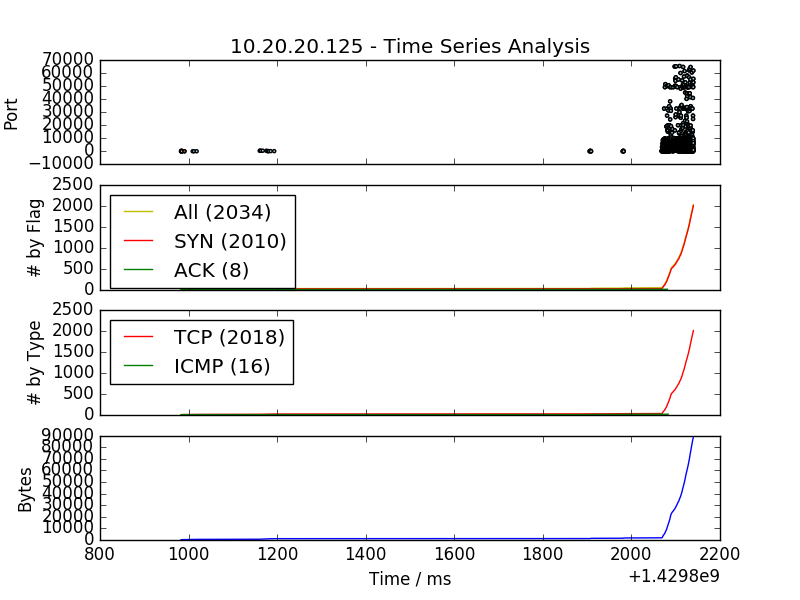 10.20.20.125 - Time Series Analysis
70000
60000
50000
40000
30000
20000
10000
0
−10000
Port
2500
2000
1500
1000
500
0
# by Flag
All (2034)
SYN (2010)
ACK (8)
2500
2000
1500
1000
500
0
# by Type
TCP (2018)
ICMP (16)
90000
80000
70000
60000
50000
40000
30000
20000
10000
0
Bytes
800 1000 1200 1400 1600 1800 2000 2200
Time / ms
+1.4298e9